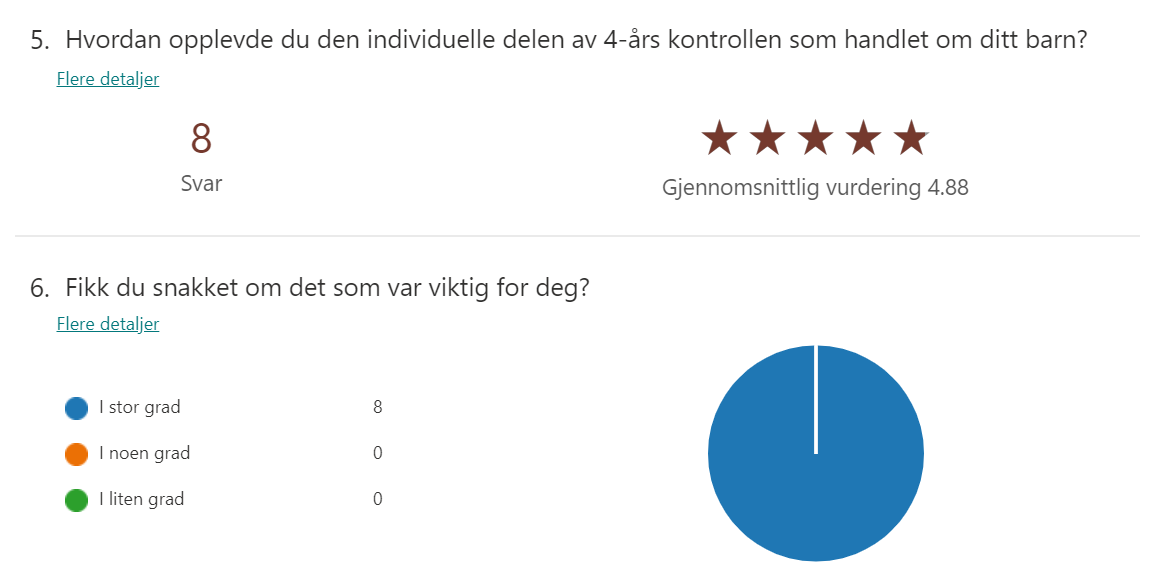 5. Hvordan opplevde du den individuelle delen av 4-års kontrollen som handlet om ditt barn?
Flere detaljer
8
Svar
Gjennomsnittlig vurdering 4.88
6. Fikk du snakket om det som var viktig for deg?
Flere detaljer
I stor grad 8
I noen grad 0
I liten grad 0